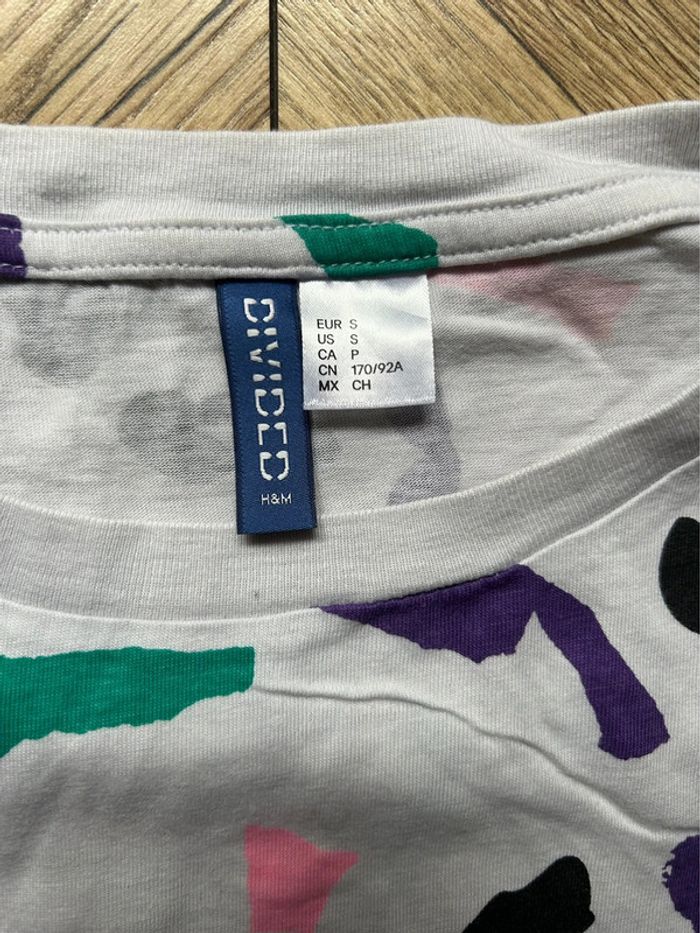 DIVIDED
H&M
EUR S
US S
CA P
CN 170/92A
MX CH